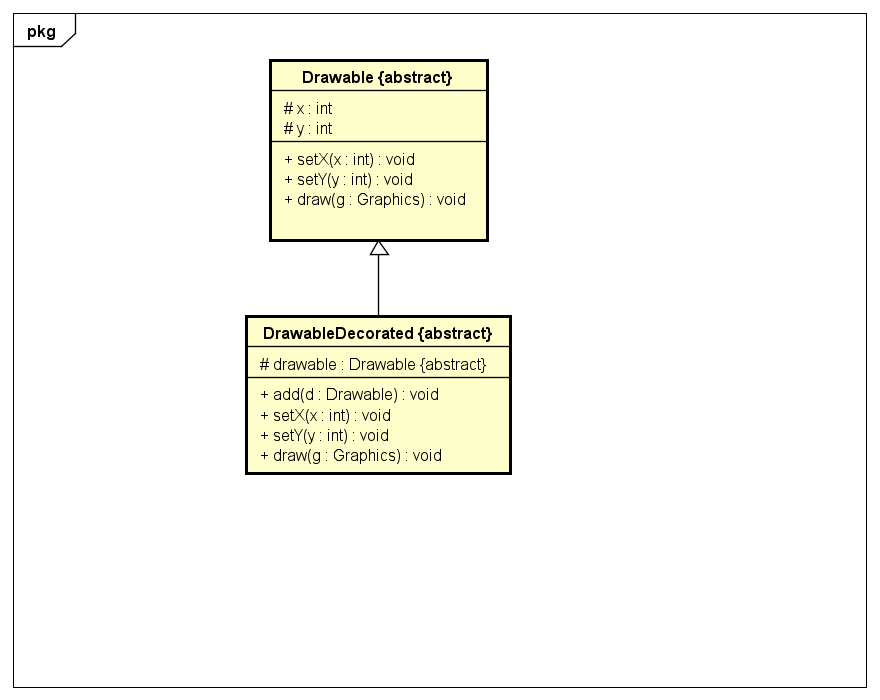 pkg
Drawable {abstract}
# x : int
# y : int
+ setX(x : int) : void
+ setY(y : int) : void
+ draw(g : Graphics) : void
DrawableDecorated {abstract}
# drawable : Drawable {abstract}
+ add(d : Drawable) : void
+ setX(x : int) : void
+ setY(y : int) : void
+ draw(g : Graphics) : void